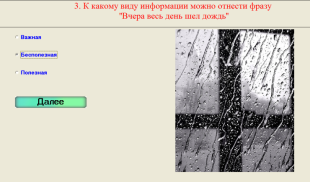 3. К какому виду информации можно отнести фразу
"Вчера весь день шел дождь"
Важная
Бесполезная
Полезная
Далее